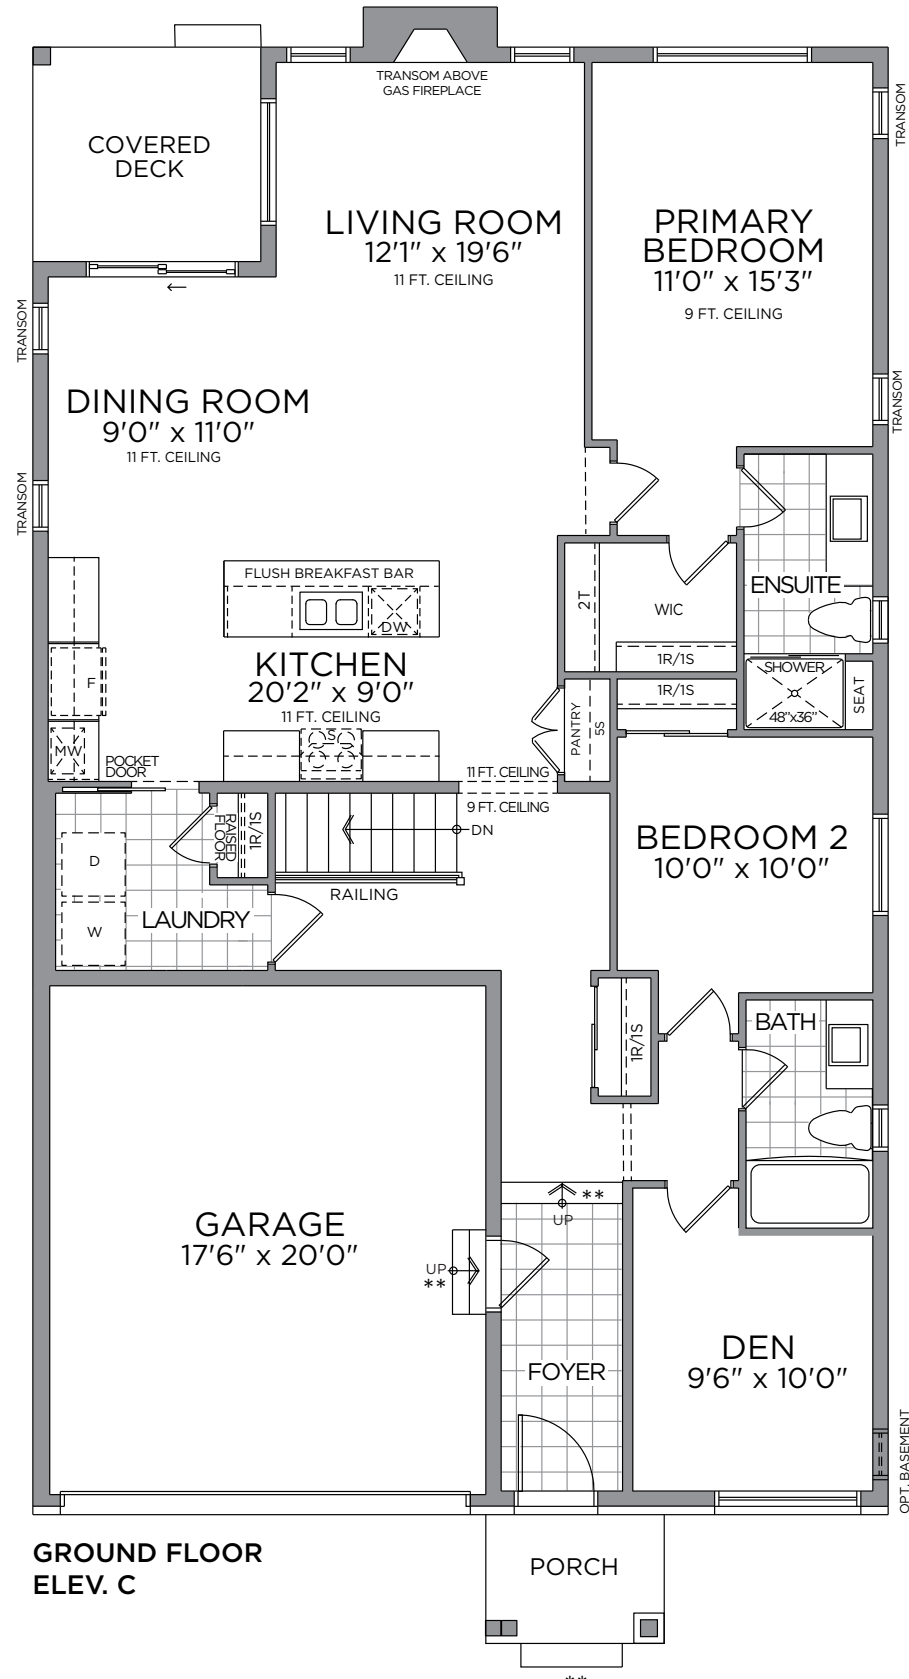 TRANSOM ABOVE
GAS FIREPLACE
TRANSOM
COVERED
DECK
LIVING ROOM
12'1" x 19'6"
11 FT. CEILING
PRIMARY
BEDROOM
11'0" x 15'3"
9 FT. CEILING
TRANSOM
TRANSOM
DINING ROOM
9'0" x 11'0"
11 FT. CEILING
TRANSOM
FLUSH BREAKFAST BAR
DW
2T
WIC
ENSUITE
1R/1S
F
KITCHEN
20'2" x 9'0"
11 FT. CEILING
SHOWER
48"x36"
SEAT
1R/1S
PANTRY
5S
S
MW
POCKET
DOOR
11 FT. CEILING
9 FT. CEILING
RAISED
FLOOR
1R/1S
DN
RAILING
D
W
LAUNDRY
BEDROOM 2
10'0" x 10'0"
1R/1S
BATH
UP
**
GARAGE
17'6" x 20'0"
UP
**
FOYER
DEN
9'6" x 10'0"
OPT. BASEMENT
GROUND FLOOR
ELEV. C
PORCH
**